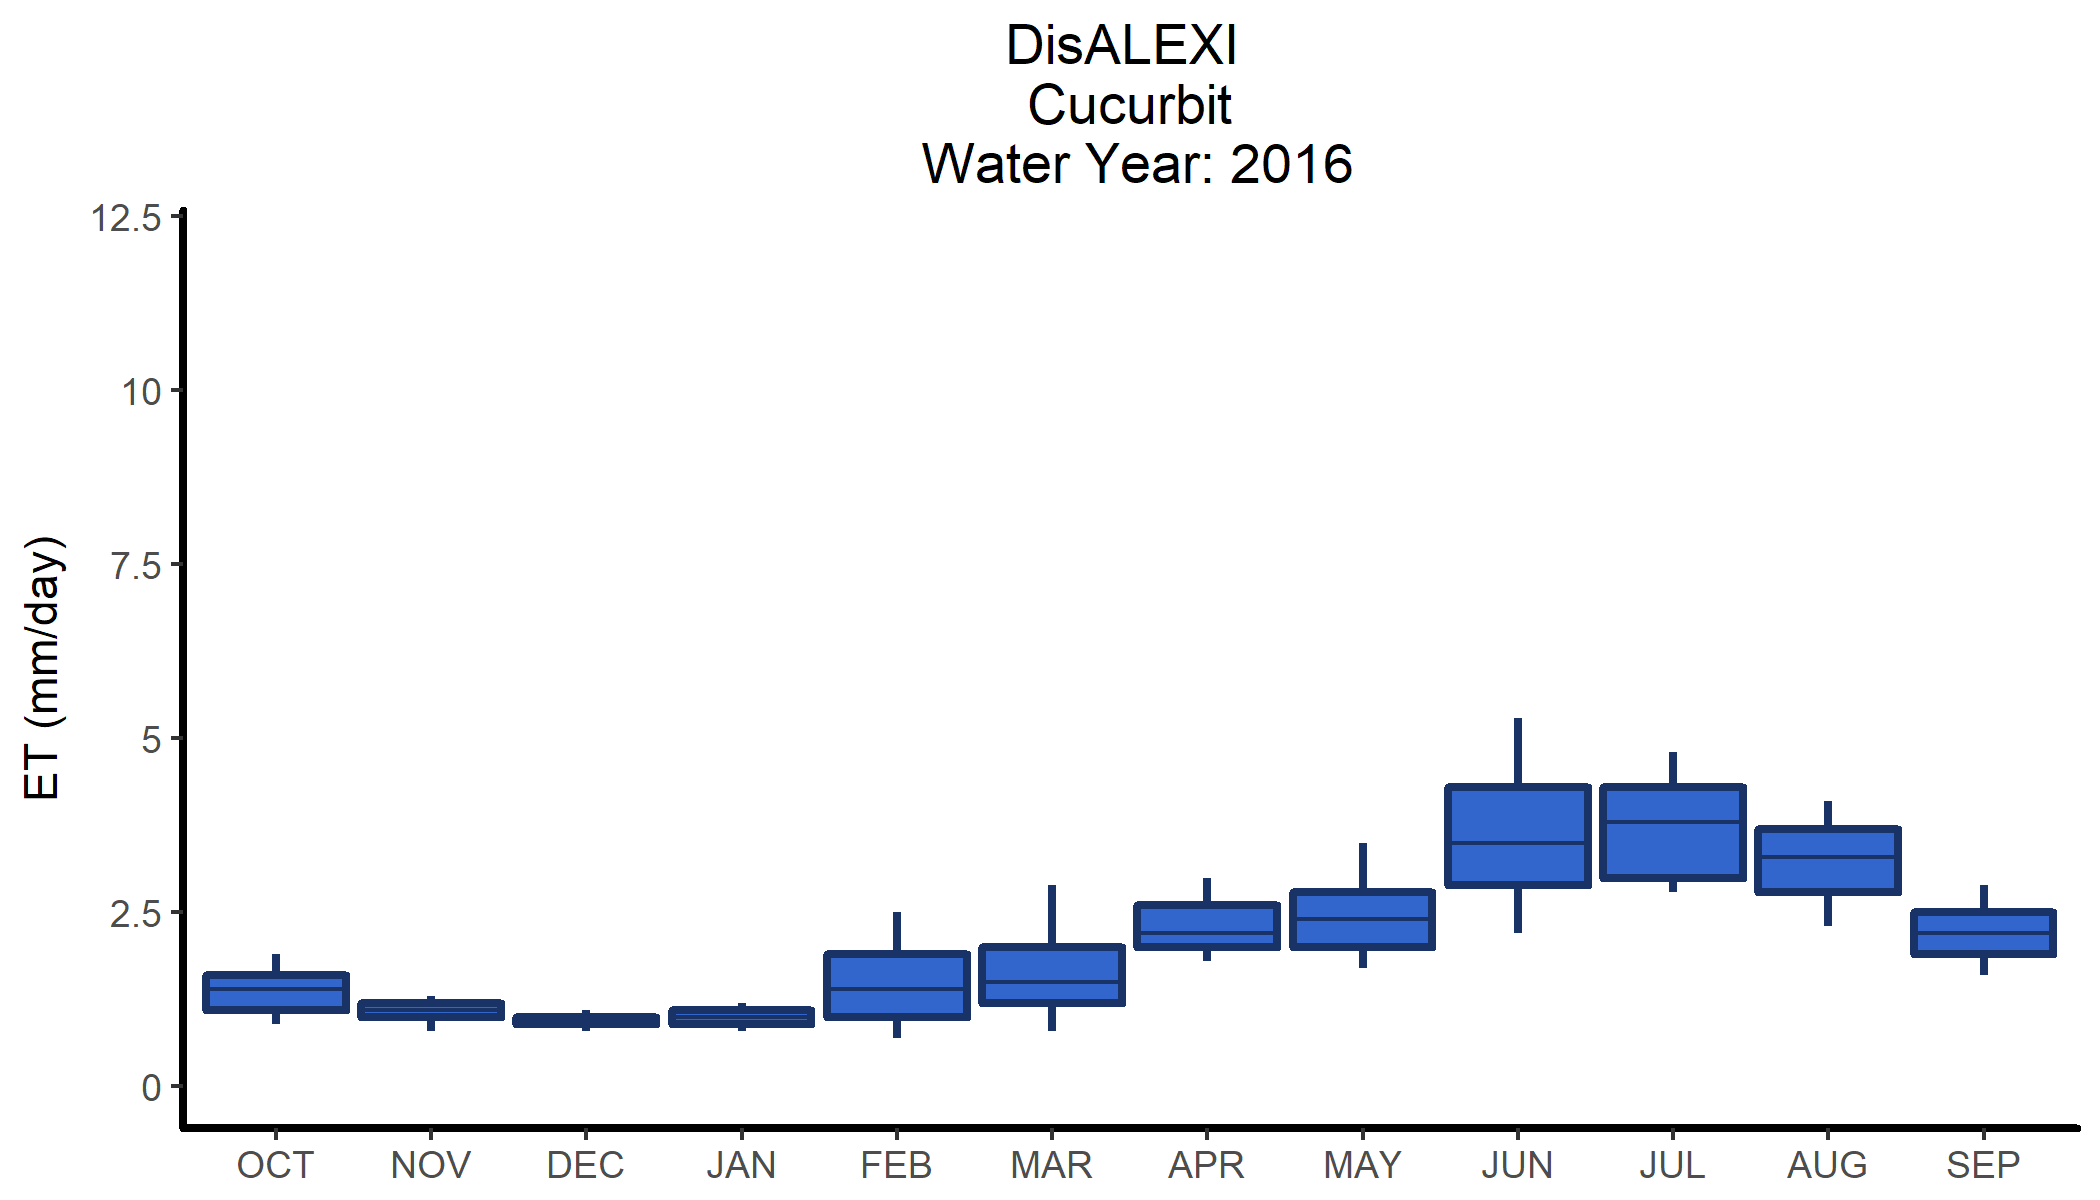 DisALEXI
Cucurbit
Water Year: 2016
ET (mm/day)
12.5
10
7.5
5
2.5
0
OCT NOV DEC JAN FEB MAR APR MAY JUN JUL AUG SEP